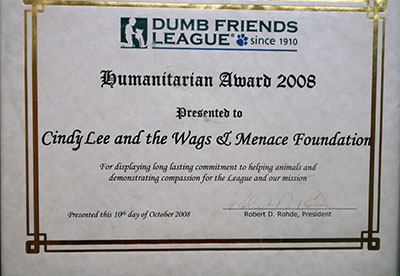 DUMB FRIENDS
LEAGUE® since 1910
Humanitarian Award 2008
Presented to
Cindy Lee and the Wags & Menace Foundation
For displaying long lasting commitment to helping animals and
demonstrating compassion for the League and our mission
Presented this 10th day of October 2008
Robert D. Rohde, President